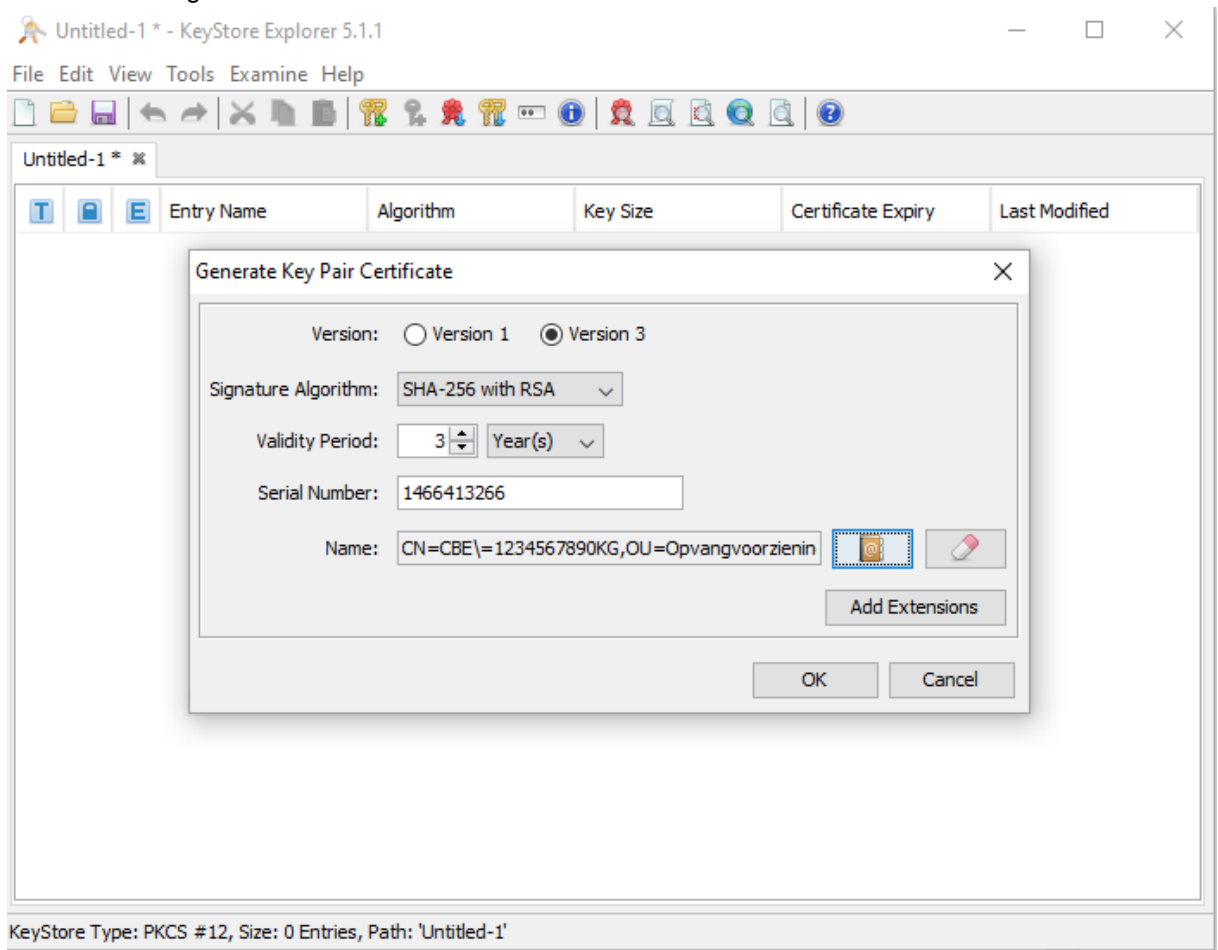 Untitled-1 * - KeyStore Explorer 5.1.1
File Edit View Tools Examine Help
Untitled-1 *
T E Entry Name Algorithm Key Size Certificate Expiry Last Modified
Generate Key Pair Certificate
Version: Version 1 Version 3
Signature Algorithm: SHA-256 with RSA
Validity Period: 3 Year(s)
Serial Number: 1466413266
Name: CN=CBE\=1234567890KG,OU=Opvangvoorzienin
Add Extensions
OK Cancel
KeyStore Type: PKCS #12, Size: 0 Entries, Path: 'Untitled-1'